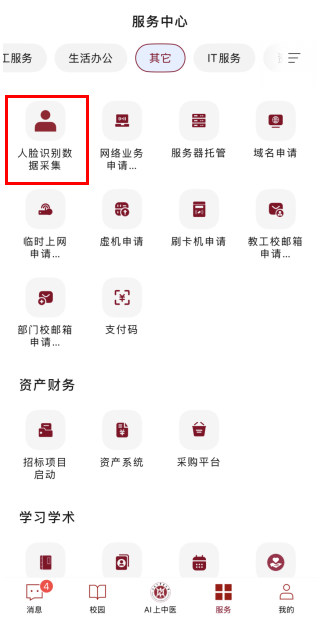 服务中心
工服务 生活办公 其它 IT服务
人脸识别数 网络业务 服务器托管 域名申请
据采集 申请...
临时上网 虚机申请 刷卡机申请 教工校邮箱
申请... 申请...
部门校邮箱 支付码
申请...
资产财务
招标项目 资产系统 采购平台
启动
学习学术
4
消息 校园 AI上中医 服务 我的